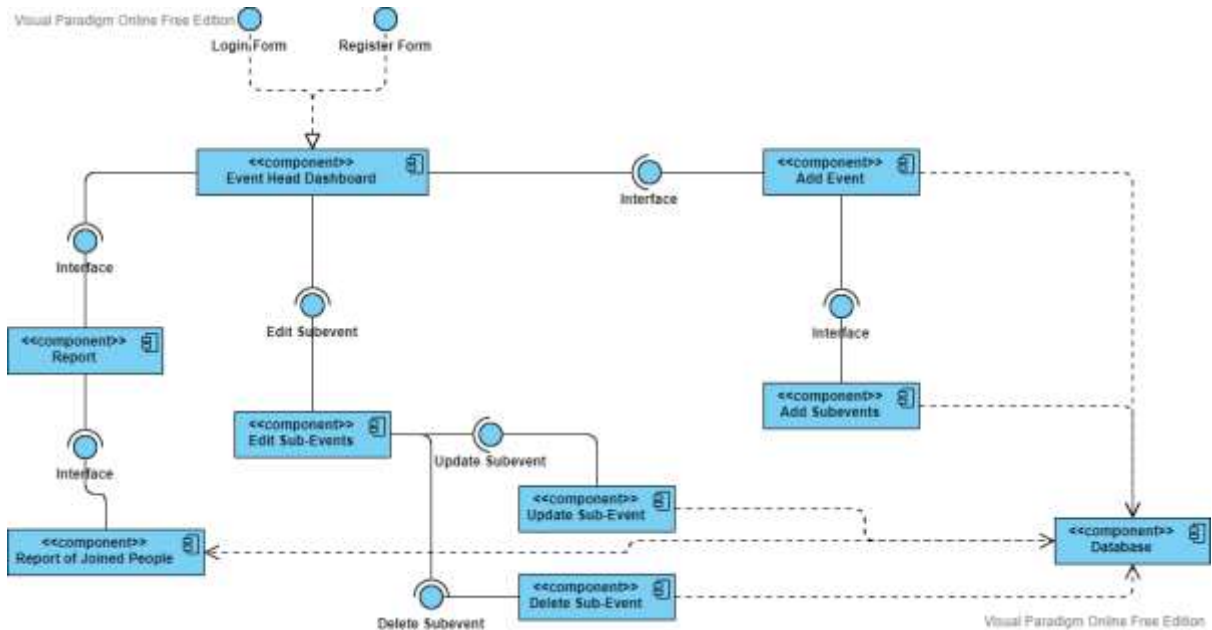 Visual Paradigm Online Free Edition
Login Form
Register Form
<<component>>
Event Head Dashboard
<<component>>
Add Event
Interface
Interface
Edit Subevent
Interface
<<component>>
Report
<<component>>
Add Subevents
<<component>>
Edit Sub-Events
Update Subevent
Interface
<<component>>
Update Sub-Event
<<component>>
Database
<<component>>
Report of Joined People
<<component>>
Delete Sub-Event
Delete Subevent
Visual Paradigm Online Free Edition